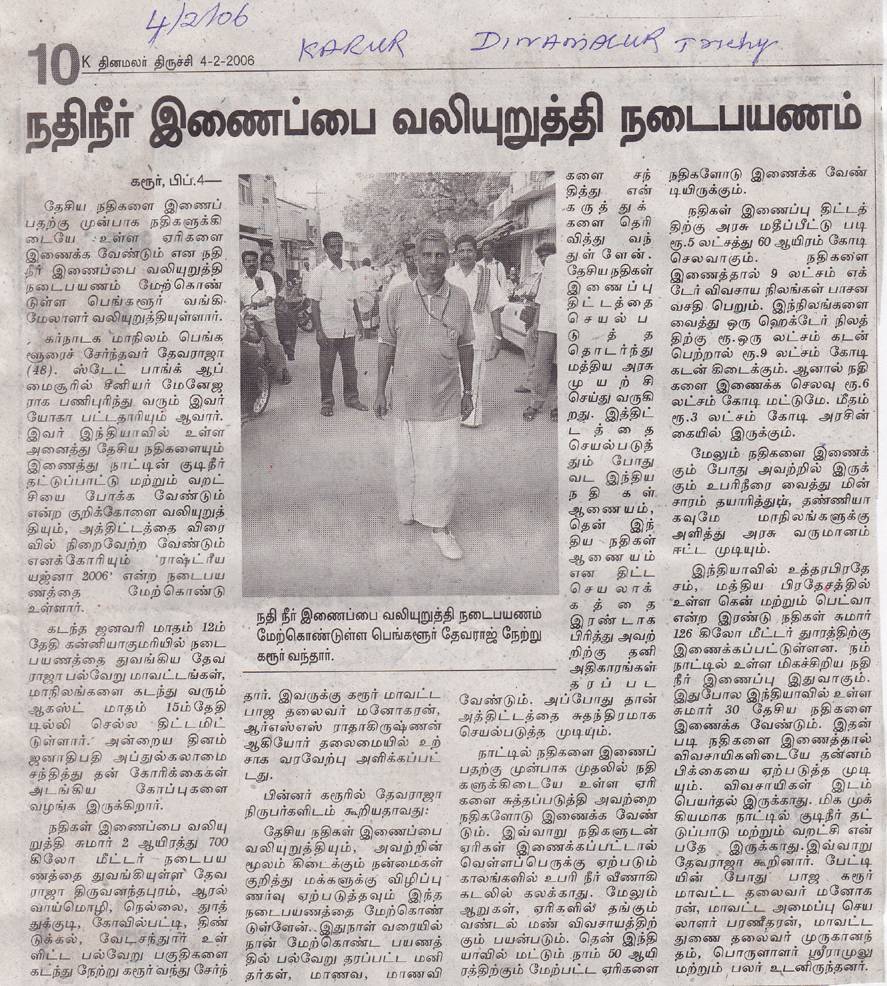 4/2/06
KARUR DINAMALUR Trichy
10 K தினமலர் திருச்சி 4-2-2006
நதிநீர் இணைப்பை வலியுறுத்தி நடைபயணம்
கரூர், பிப்.4—
தேசிய நதிகளை இணைப்
பதற்கு முன்பாக நதிகளுக்கி
டையே உள்ள ஏரிகளை
இணைக்க வேண்டும் என நதி
நீர் இணைப்பை வலியுறுத்தி
நடைபயணம் மேற்கொண்
டுள்ள பெங்களூர் வங்கி
மேலாளர் வலியுறுத்தியுள்ளார்.
கர்நாடக மாநிலம் பெங்க
ளூரைச் சேர்ந்தவர் தேவராஜா
(48). ஸ்டேட் பாங்க் ஆப்
மைசூரில் சீனியர் மேனேஜ
ராக பணிபுரிந்து வரும் இவர்
யோகா பட்டதாரியும் ஆவார்.
இவர் இந்தியாவில் உள்ள
அனைத்து தேசிய நதிகளையும்
இணைத்து நாட்டின் குடிநீர்
தட்டுப்பாட்டு மற்றும் வறட்
சியை போக்க வேண்டும்
என்ற குறிக்கோளை வலியுறுத்
தியும், அத்திட்டத்தை விரை
வில் நிறைவேற்ற வேண்டும்
எனக்கோரியும் 'ராஷ்ட்ரீய
யஜ்னா 2006' என்ற நடைபய
ணத்தை மேற்கொண்டு
உள்ளார்.
கடந்த ஜனவரி மாதம் 12ம்
தேதி கன்னியாகுமரியில் நடை
பயணத்தை துவங்கிய தேவ
ராஜா பல்வேறு மாவட்டங்கள்,
மாநிலங்களை கடந்து வரும்
ஆகஸ்ட் மாதம் 15ம்தேதி
டில்லி செல்ல திட்டமிட்
டுள்ளார். அன்றைய தினம்
ஜனாதிபதி அப்துல்கலாமை
சந்தித்து தன் கோரிக்கைகள்
அடங்கிய கோப்புகளை
வழங்க இருக்கிறார்.
நதிகள் இணைப்பு வலியு
றுத்தி சுமார் 2 ஆயிரத்து 700
கிலோ மீட்டர் நடைபய
ணத்தை துவங்கியுள்ள தேவ
ராஜா திருவனந்தபுரம், ஆரல்
வாய்மொழி, நெல்லை, தூத்
துக்குடி, கோவில்பட்டி, திண்
டுக்கல், வேடசந்தூர் உள்
ளிட்ட பல்வேறு பகுதிகளை
கடந்து நேற்று கரூர் வந்து சேர்ந்
நதி நீர் இணைப்பை வலியுறுத்தி நடைபயணம்
மேற்கொண்டுள்ள பெங்களூர் தேவராஜ் நேற்று
கரூர் வந்தார்.
தார். இவருக்கு கரூர் மாவட்ட
பாஜ தலைவர் மனோகரன்,
ஆர்எஸ்எஸ் ராதாகிருஷ்ணன்
ஆகியோர் தலைமையில் உற்
சாக வரவேற்பு அளிக்கப்பட்
டது.
பின்னர் கரூரில் தேவராஜா
நிருபர்களிடம் கூறியதாவது:
தேசிய நதிகள் இணைப்பை
வலியுறுத்தியும், அவற்றின்
மூலம் கிடைக்கும் நன்மைகள்
குறித்து மக்களுக்கு விழிப்பு
ணர்வு ஏற்படுத்தவும் இந்த
நடைபயணத்தை மேற்கொண்
டுள்ளேன். இதுநாள் வரையில்
நான் மேற்கொண்ட பயணத்
தில் பல்வேறு தரப்பட்ட மனி
தர்கள், மாணவ, மாணவி
களை சந்
தித்து என்
கருத்துக்
களை தெரி
வித்து வந்
துள்ளேன்.
தேசியநதிகள்
இணைப்பு
திட்டத்தை
செயல்ப
டுத்த
தொடர்ந்து
மத்திய அரசு
முயற்சி
செய்து வருகி
றது. இத்திட்
டத்தை
செயல்படுத்
தும் போது
வட இந்திய
நதிகள்
ஆணையம்,
தென் இந்
திய நதிகள்
ஆணையம்
என திட்ட
செயலாக்
கத்தை
இரண்டாக
பிரித்து அவற்
றிற்கு தனி
அதிகாரங்கள்
தரப்பட
வேண்டும். அப்போது தான்
அத்திட்டத்தை சுதந்திரமாக
செயல்படுத்த முடியும்.
நாட்டில் நதிகளை இணைப்
பதற்கு முன்பாக முதலில் நதி
களுக்கிடையே உள்ள ஏரி
களை சுத்தப்படுத்தி அவற்றை
நதிகளோடு இணைக்க வேண்
டும். இவ்வாறு நதிகளுடன்
ஏரிகள் இணைக்கப்பட்டால்
வெள்ளப்பெருக்கு ஏற்படும்
காலங்களில் உபரி நீர் வீணாகி
கடலில் கலக்காது. மேலும்
ஆறுகள், ஏரிகளில் தங்கும்
வண்டல் மண் விவசாயத்திற்
கும் பயன்படும். தென் இந்தி
யாவில் மட்டும் நாம் 50 ஆயி
ரத்திற்கும் மேற்பட்ட ஏரிகளை
நதிகளோடு இணைக்க வேண்
டியிருக்கும்.
நதிகள் இணைப்பு திட்டத்
திற்கு அரசு மதிப்பீட்டு படி
ரூ.5 லட்சத்து 60 ஆயிரம் கோடி
செலவாகும். நதிகளை
இணைத்தால் 9 லட்சம் எக்
டேர் விவசாய நிலங்கள் பாசன
வசதி பெறும். இந்நிலங்களை
வைத்து ஒரு ஹெக்டேர் நிலத்
திற்கு ரூ.ஒரு லட்சம் கடன்
பெற்றால் ரூ.9 லட்சம் கோடி
கடன் கிடைக்கும். ஆனால் நதி
களை இணைக்க செலவு ரூ.6
லட்சம் கோடி மட்டுமே. மீதம்
ரூ.3 லட்சம் கோடி அரசின்
கையில் இருக்கும்.
மேலும் நதிகளை இணைக்
கும் போது அவற்றில் இருக்
கும் உபரிநீரை வைத்து மின்
சாரம் தயாரித்தும், தண்ணியா
கவுமே மாநிலங்களுக்கு
அளித்து அரசு வருமானம்
ஈட்ட முடியும்.
இந்தியாவில் உத்தரபிரதே
சம், மத்திய பிரதேசத்தில்
உள்ள கென் மற்றும் பெட்வா
என்ற இரண்டு நதிகள் சுமார்
126 கிலோ மீட்டர் தூரத்திற்கு
இணைக்கப்பட்டுள்ளன. நம்
நாட்டில் உள்ள மிகச்சிறிய நதி
நீர் இணைப்பு இதுவாகும்.
இதுபோல இந்தியாவில் உள்ள
சுமார் 30 தேசிய நதிகளை
இணைக்க வேண்டும். இதன்
படி நதிகளை இணைத்தால்
விவசாயிகளிடையே தன்னம்
பிக்கையை ஏற்படுத்த முடி
யும். விவசாயிகள் இடம்
பெயர்தல் இருக்காது. மிக முக்
கியமாக நாட்டில் குடிநீர் தட்
டுப்பாடு மற்றும் வறட்சி என்
பதே இருக்காது.இவ்வாறு
தேவராஜா கூறினார். பேட்டி
யின் போது பாஜ கரூர்
மாவட்ட தலைவர் மனோக
ரன், மாவட்ட அமைப்பு செய
லாளர் பரணீதரன், மாவட்ட
துணை தலைவர் முருகானந்
தம், பொருளாளர் ஸ்ரீராமுலு
மற்றும் பலர் உடனிருந்தனர்.